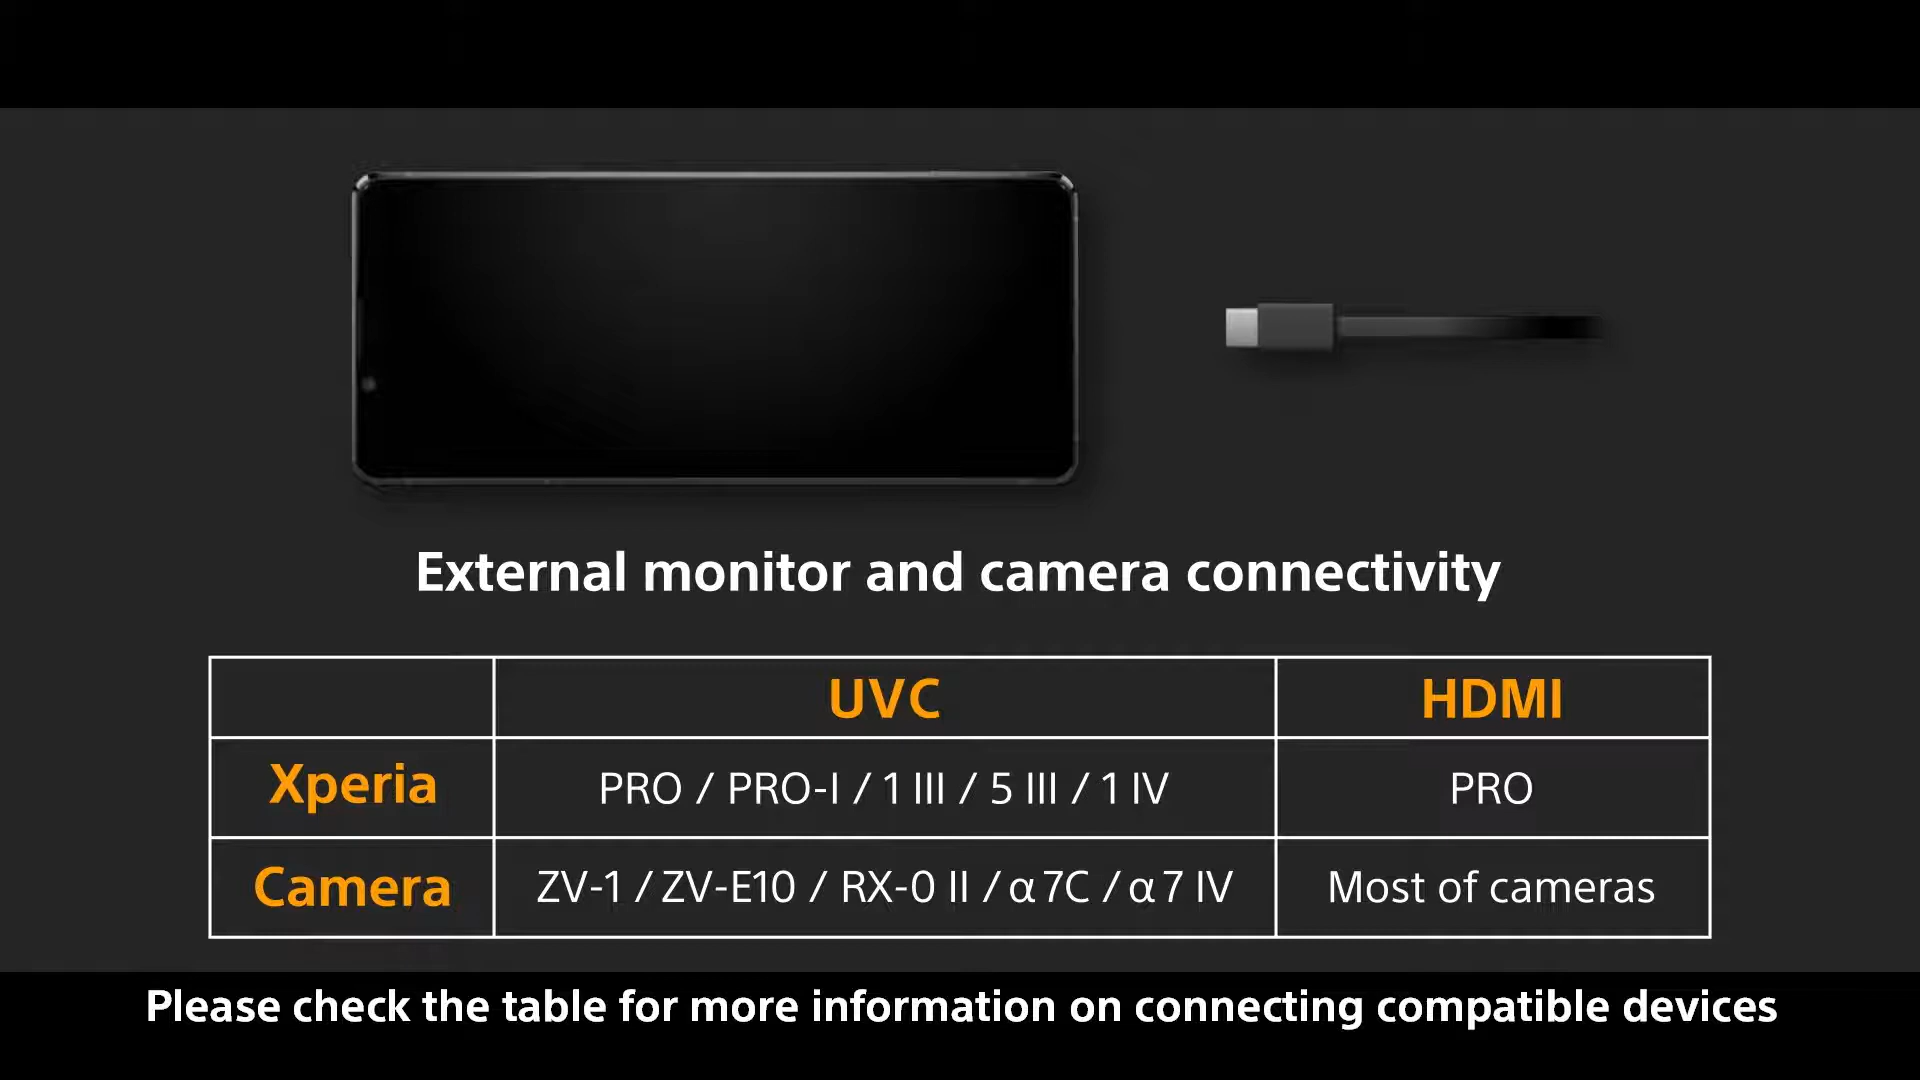 External monitor and camera connectivity
UVC HDMI
Xperia PRO / PRO-I / 1 III / 5 III / 1 IV PRO
Camera ZV-1 / ZV-E10 / RX-0 II / α7C / α7 IV Most of cameras
Please check the table for more information on connecting compatible devices